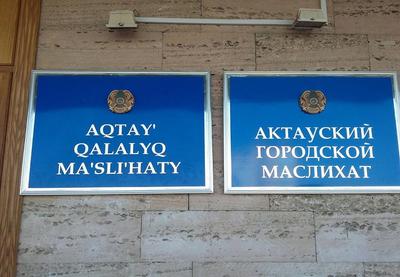 AQTAY'
QALALYQ
MA'SLI'HATY
АКТАУСКИЙ
ГОРОДСКОЙ
МАСЛИХАТ